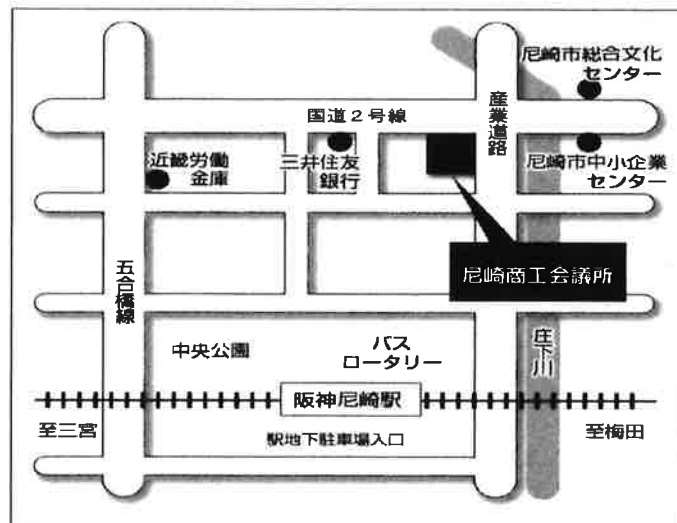 尼崎市総合文化
センター
国道２号線
産業道路
近畿労働
金庫
三井住友
銀行
尼崎市中小企業
センター
尼崎商工会議所
五合橋線
中央公園
バス
ロータリー
庄下川
阪神尼崎駅
至三宮
駅地下駐車場入口
至梅田